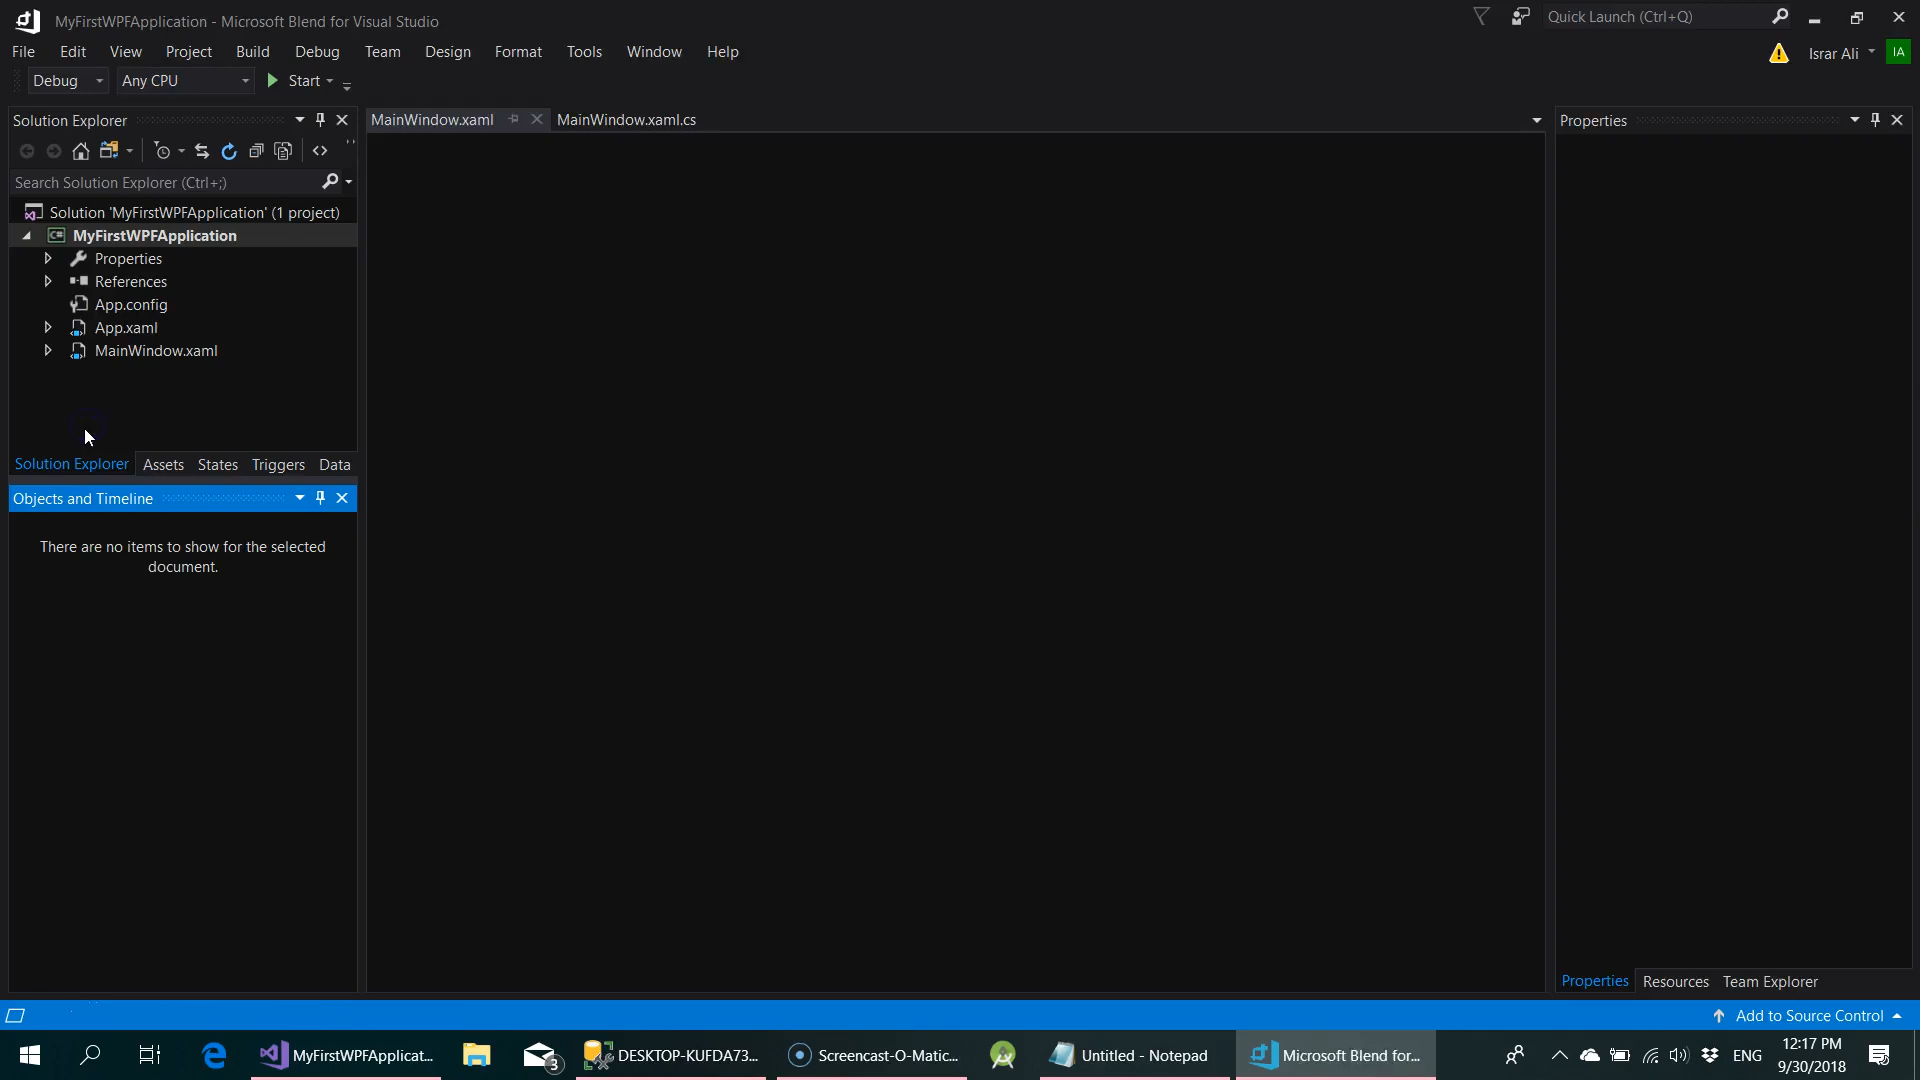 MyFirstWPFApplication - Microsoft Blend for Visual Studio
Quick Launch (Ctrl+Q)
File Edit View Project Build Debug Team Design Format Tools Window Help
Israr Ali IA
Debug Any CPU Start
Solution Explorer
MainWindow.xaml MainWindow.xaml.cs
Properties
Search Solution Explorer (Ctrl+;)
Solution 'MyFirstWPFApplication' (1 project)
C# MyFirstWPFApplication
Properties
References
App.config
App.xaml
MainWindow.xaml
Solution Explorer Assets States Triggers Data
Objects and Timeline
There are no items to show for the selected
document.
Properties Resources Team Explorer
Add to Source Control
MyFirstWPFApplicat...
3
DESKTOP-KUFDA73...
Screencast-O-Matic...
Untitled - Notepad
Microsoft Blend for...
ENG
12:17 PM
9/30/2018